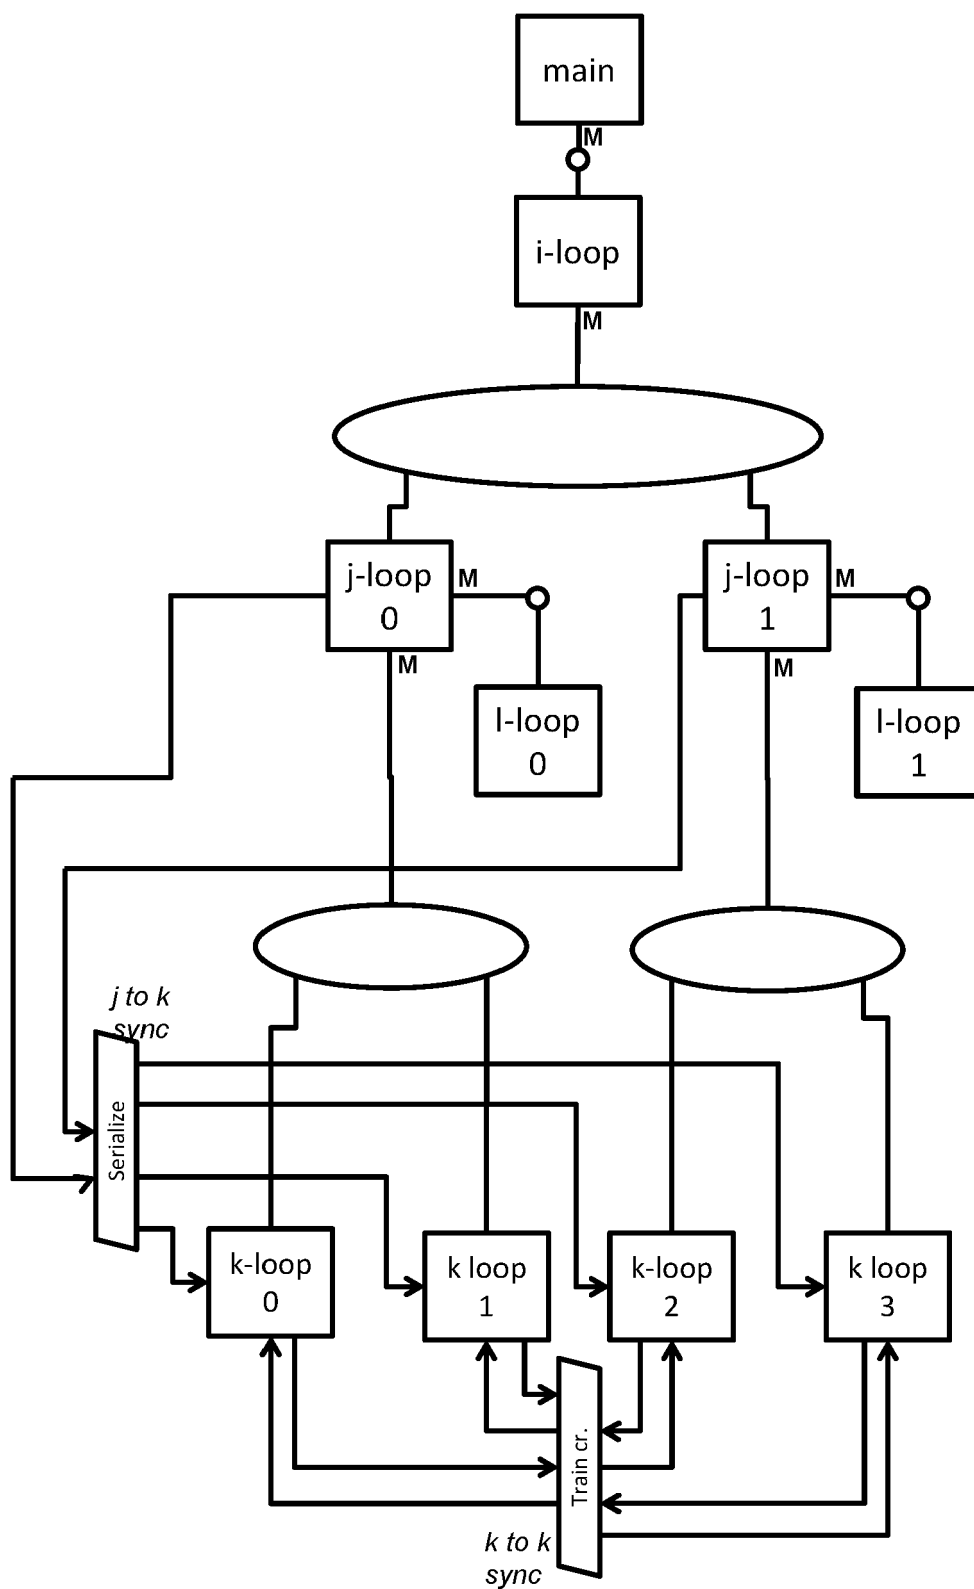 main
M
i-loop
M
j-loop
0
M
M
j-loop
1
M
M
l-loop
0
l-loop
1
j to k
sync
Serialize
k-loop
0
k loop
1
k-loop
2
k loop
3
Train cr.
k to k
sync